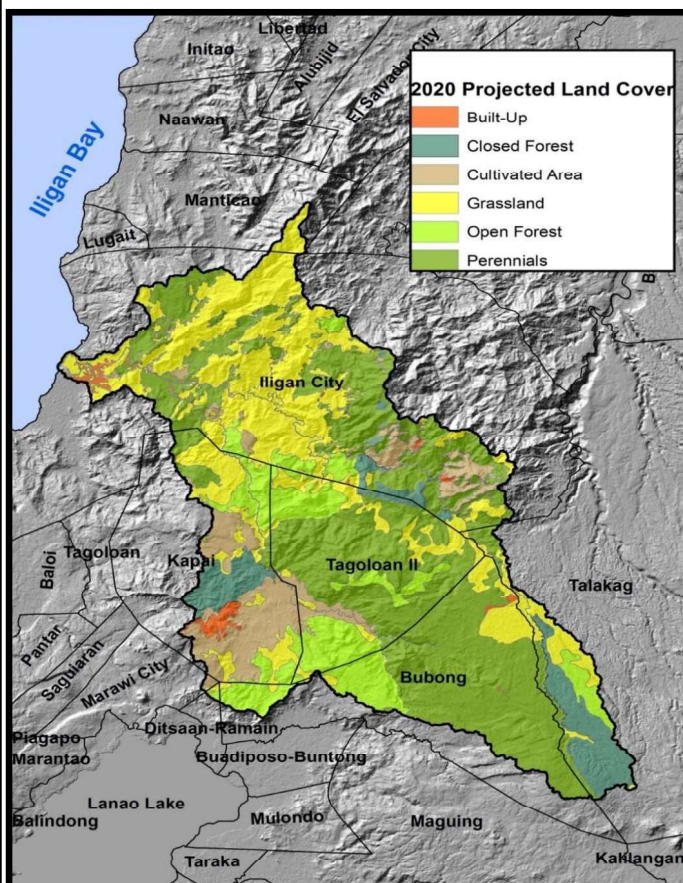 Libertad
Initao
Alubijid
El Salvador City
2020 Projected Land Cover
Built-Up
Closed Forest
Cultivated Area
Grassland
Open Forest
Perennials
Naawan
Iligan Bay
Manticao
Lugait
B
Iligan City
Tagoloan
Kapai
Tagoloan II
Talakag
Baloi
Pantar
Saguiaran
Marawi City
Bubong
Ditsaan-Ramain
Piagapo
Marantao
Buadiposo-Buntong
Lanao Lake
Balindong
Mulondo
Maguing
Taraka
Kahlangan